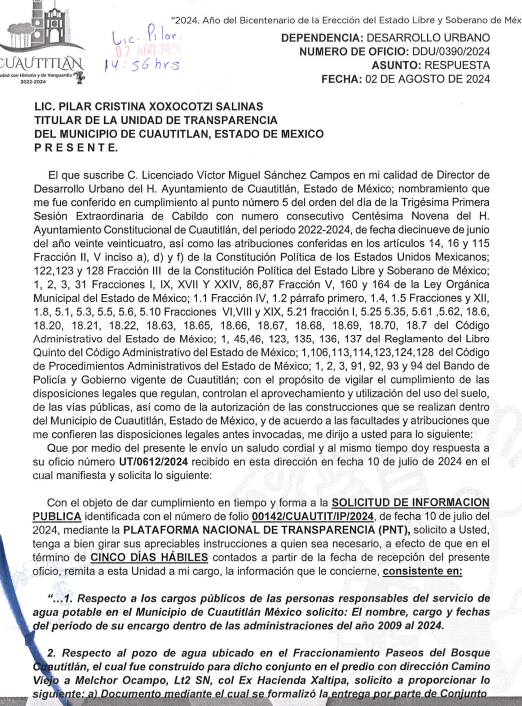 "2024. Año del Bicentenario de la Erección del Estado Libre y Soberano de Méx
CUAUTITLÁN
Ciudad con Historia y de Vanguardia
2022-2024
Lic. Pilar.
02 AGO 2024
14:56 hrs
DEPENDENCIA: DESARROLLO URBANO
NUMERO DE OFICIO: DDU/0390/2024
ASUNTO: RESPUESTA
FECHA: 02 DE AGOSTO DE 2024
LIC. PILAR CRISTINA XOXOCOTZI SALINAS
TITULAR DE LA UNIDAD DE TRANSPARENCIA
DEL MUNICIPIO DE CUAUTITLAN, ESTADO DE MEXICO
P R E S E N T E.
El que suscribe C. Licenciado Víctor Miguel Sánchez Campos en mi calidad de Director de
Desarrollo Urbano del H. Ayuntamiento de Cuautitlán, Estado de México; nombramiento que
me fue conferido en cumplimiento al punto número 5 del orden del día de la Trigésima Primera
Sesión Extraordinaria de Cabildo con numero consecutivo Centésima Novena del H.
Ayuntamiento Constitucional de Cuautitlán, del periodo 2022-2024, de fecha diecinueve de junio
del año veinte veinticuatro, así como las atribuciones conferidas en los artículos 14, 16 y 115
Fracción II, V inciso a), d) y f) de la Constitución Política de los Estados Unidos Mexicanos;
122,123 y 128 Fracción III de la Constitución Política del Estado Libre y Soberano de México;
1, 2, 3, 31 Fracciones I, IX, XVII Y XXIV, 86,87 Fracción V, 160 y 164 de la Ley Orgánica
Municipal del Estado de México; 1.1 Fracción IV, 1.2 párrafo primero, 1.4, 1.5 Fracciones y XII,
1.8, 5.1, 5.3, 5.5, 5.6, 5.10 Fracciones VI,VIII y XIX, 5.21 fracción I, 5.25 5.35, 5.61 ,5.62, 18.6,
18.20, 18.21, 18.22, 18.63, 18.65, 18.66, 18.67, 18.68, 18.69, 18.70, 18.7 del Código
Administrativo del Estado de México; 1, 45,46, 123, 135, 136, 137 del Reglamento del Libro
Quinto del Código Administrativo del Estado de México; 1,106,113,114,123,124,128 del Código
de Procedimientos Administrativos del Estado de México; 1, 2, 3, 91, 92, 93 y 94 del Bando de
Policía y Gobierno vigente de Cuautitlán; con el propósito de vigilar el cumplimiento de las
disposiciones legales que regulan, controlan el aprovechamiento y utilización del uso del suelo,
de las vías públicas, así como de la autorización de las construcciones que se realizan dentro
del Municipio de Cuautitlán, Estado de México, y de acuerdo a las facultades y atribuciones que
me confieren las disposiciones legales antes invocadas, me dirijo a usted para lo siguiente:
Que por medio del presente le envío un saludo cordial y al mismo tiempo doy respuesta a
su oficio número UT/0612/2024 recibido en esta dirección en fecha 10 de julio de 2024 en el
cual manifiesta y solicita lo siguiente:
Con el objeto de dar cumplimiento en tiempo y forma a la SOLICITUD DE INFORMACION
PUBLICA identificada con el número de folio 00142/CUAUTIT/IP/2024, de fecha 10 de julio del
2024, mediante la PLATAFORMA NACIONAL DE TRANSPARENCIA (PNT), solicito a Usted,
tenga a bien girar sus apreciables instrucciones a quien sea necesario, a efecto de que en el
término de CINCO DÍAS HÁBILES contados a partir de la fecha de recepción del presente
oficio, remita a esta Unidad a mi cargo, la información que le concierne, consistente en:
"...1. Respecto a los cargos públicos de las personas responsables del servicio de
agua potable en el Municipio de Cuautitlán México solicito: El nombre, cargo y fechas
del período de su encargo dentro de las administraciones del año 2009 al 2024.
2. Respecto al pozo de agua ubicado en el Fraccionamiento Paseos del Bosque
Cuautitlán, el cual fue construido para dicho conjunto en el predio con dirección Camino
Viejo a Melchor Ocampo, Lt2 SN, col Ex Hacienda Xaltipa, solicito a proporcionar lo
siguiente: a) Documento mediante el cual se formalizó la entrega por parte de Conjunto